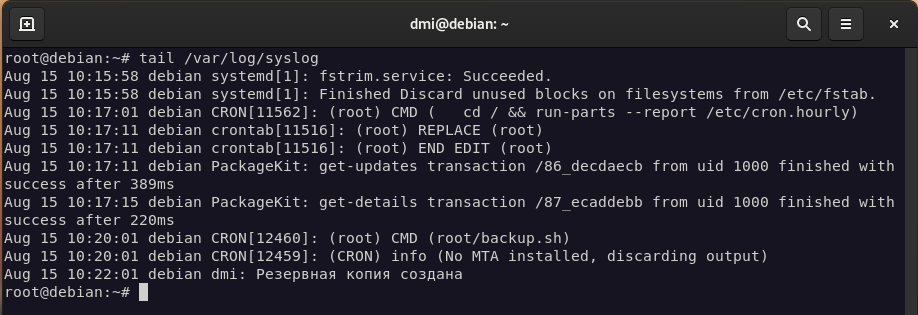 dmi@debian: ~
root@debian:~# tail /var/log/syslog
Aug 15 10:15:58 debian systemd[1]: fstrim.service: Succeeded.
Aug 15 10:15:58 debian systemd[1]: Finished Discard unused blocks on filesystems from /etc/fstab.
Aug 15 10:17:01 debian CRON[11562]: (root) CMD (   cd / && run-parts --report /etc/cron.hourly)
Aug 15 10:17:11 debian crontab[11516]: (root) REPLACE (root)
Aug 15 10:17:11 debian crontab[11516]: (root) END EDIT (root)
Aug 15 10:17:11 debian PackageKit: get-updates transaction /86_decdaecb from uid 1000 finished with
success after 389ms
Aug 15 10:17:15 debian PackageKit: get-details transaction /87_ecaddebb from uid 1000 finished with
success after 220ms
Aug 15 10:20:01 debian CRON[12460]: (root) CMD (root/backup.sh)
Aug 15 10:20:01 debian CRON[12459]: (CRON) info (No MTA installed, discarding output)
Aug 15 10:22:01 debian dmi: Резервная копия создана
root@debian:~#